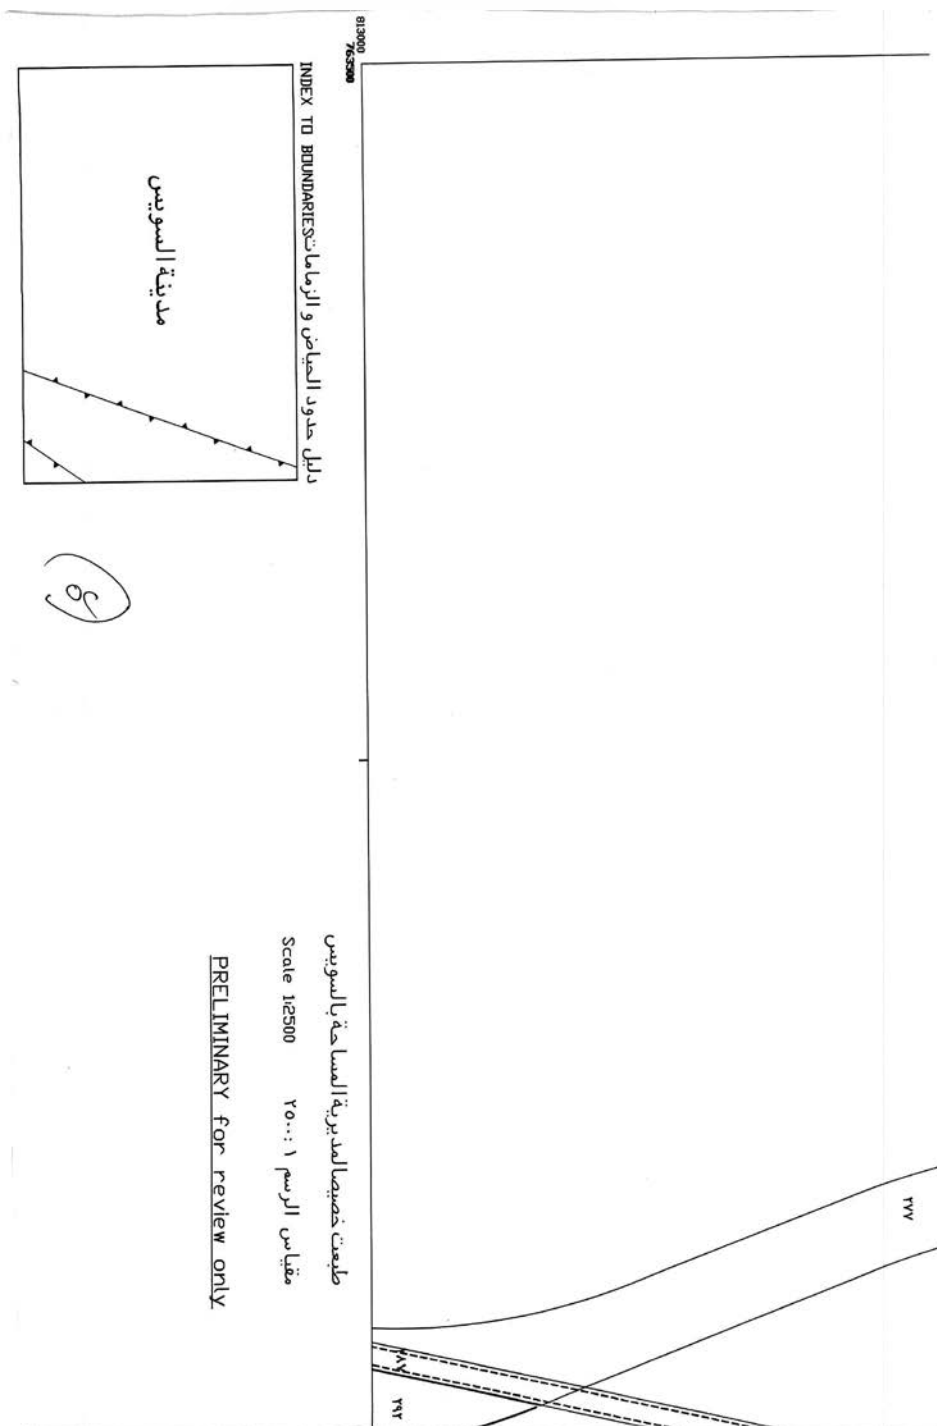 813000
763500
INDEX TO BOUNDARIES دليل حدود الحياض و الزمامات
مدينة السويس
طبعت خصيصا لمديرية المساحة بالسويس
Scale 1:2500 مقياس الرسم ١ : ٢٥٠٠
PRELIMINARY for review only
٢٧٧
٢٩٢